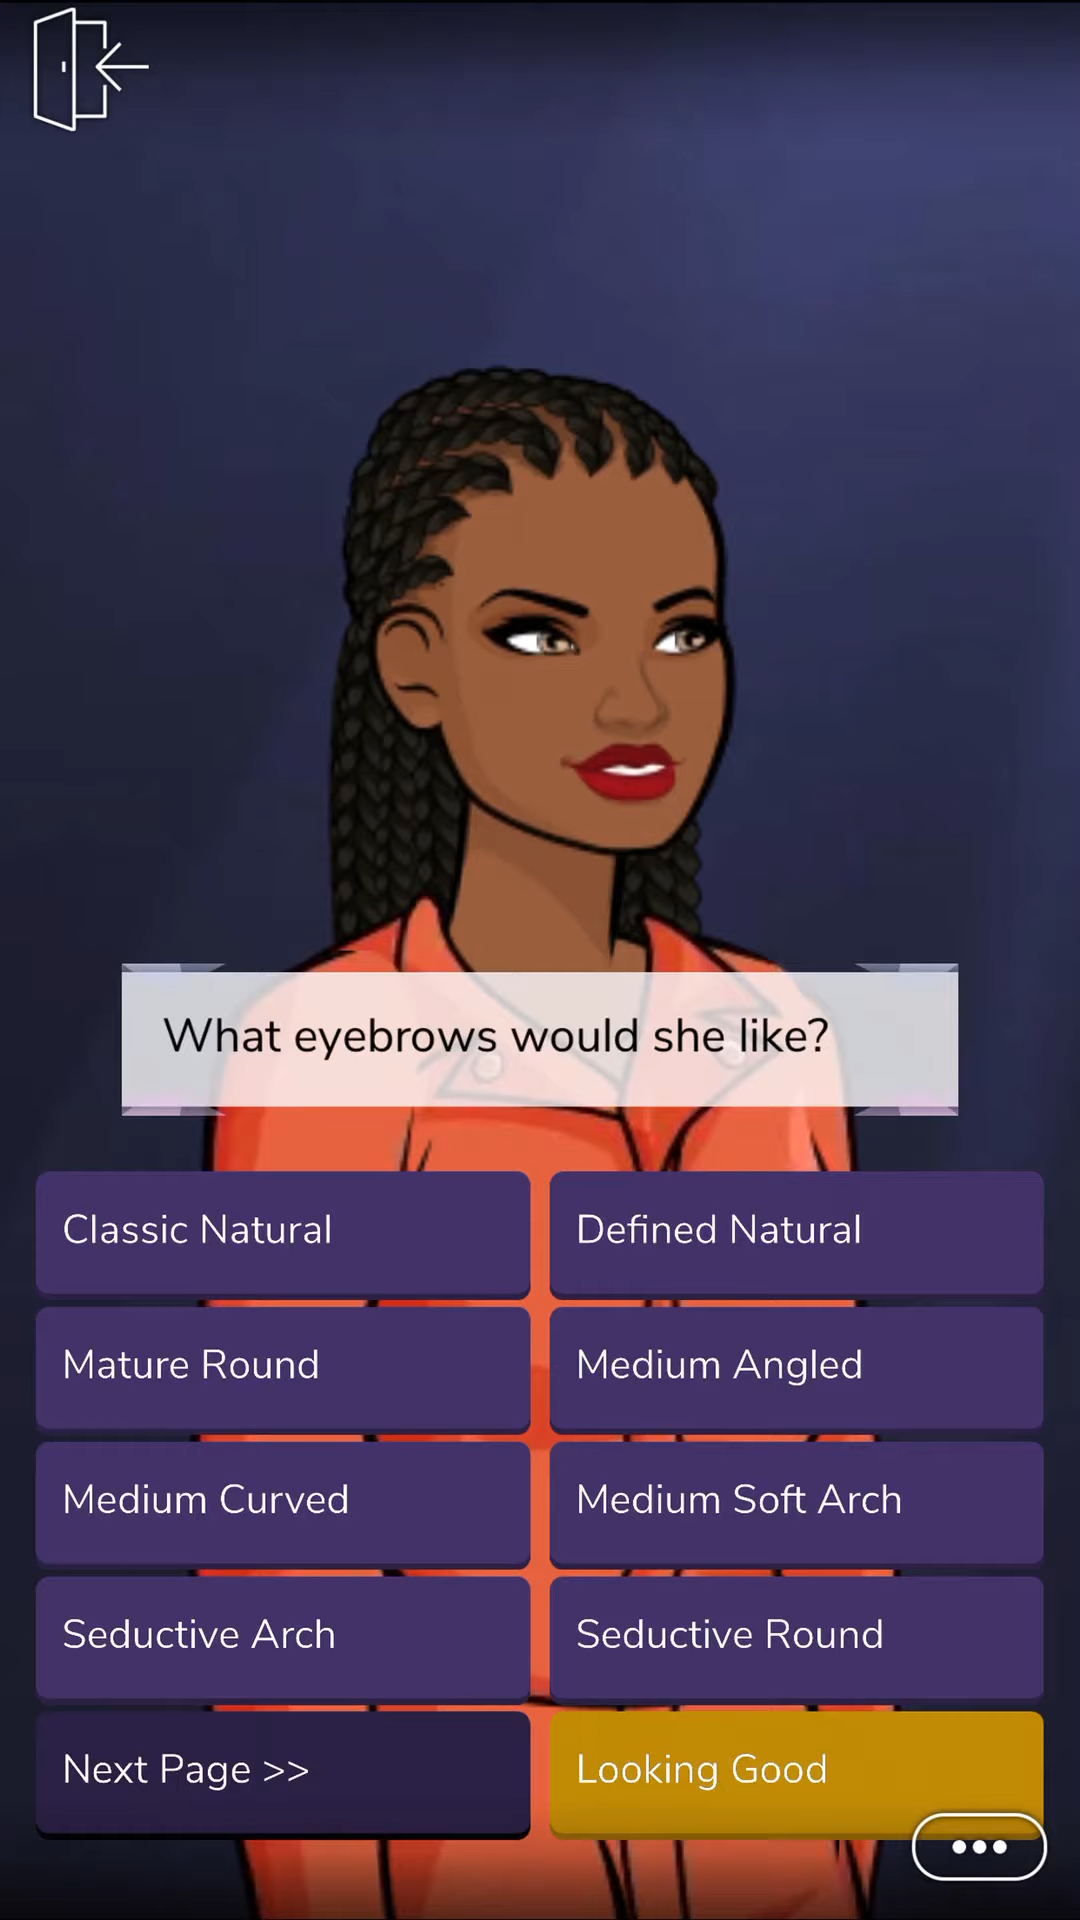 What eyebrows would she like?
Classic Natural
Defined Natural
Mature Round
Medium Angled
Medium Curved
Medium Soft Arch
Seductive Arch
Seductive Round
Next Page >>
Looking Good